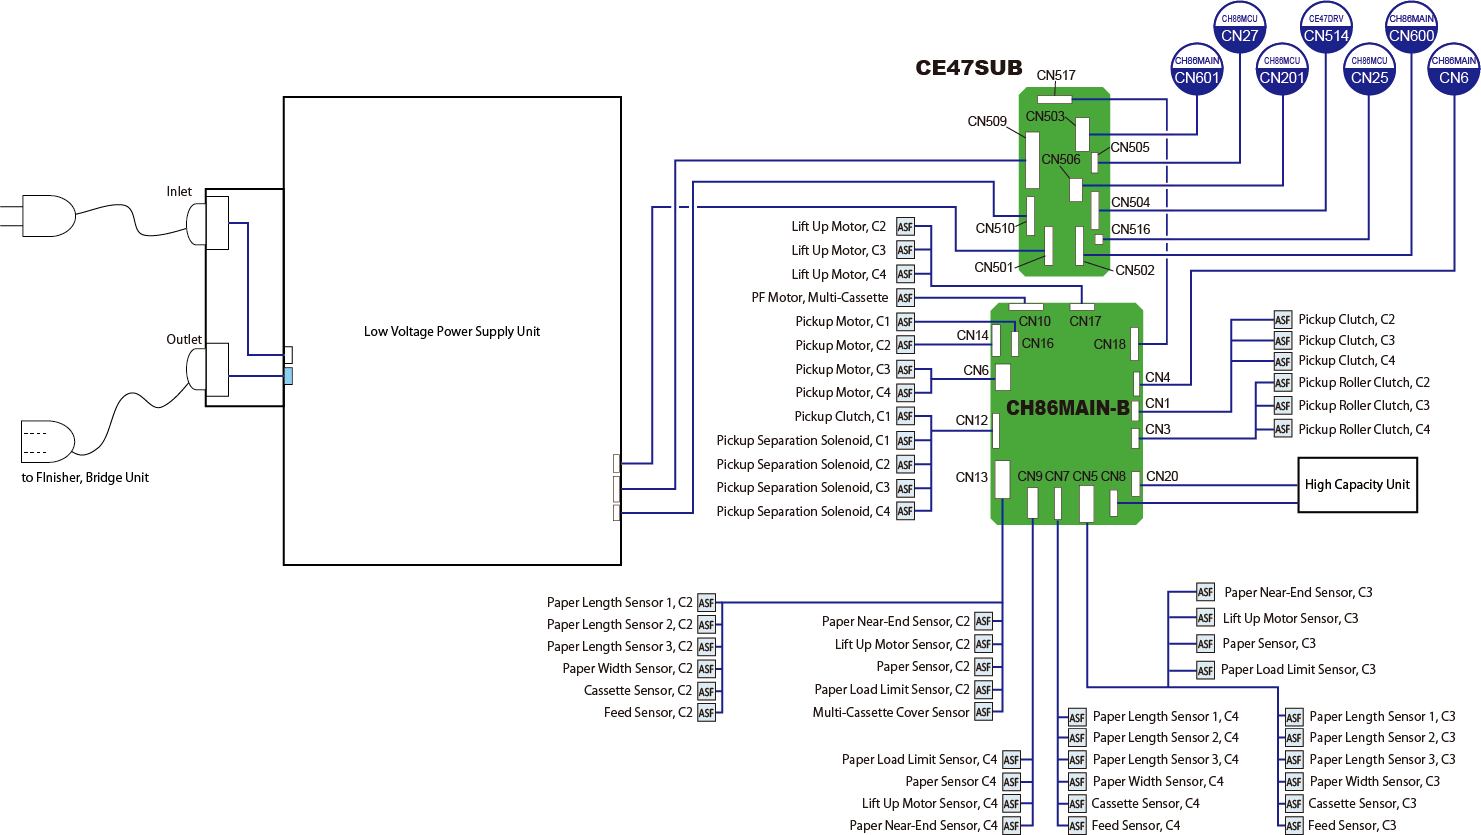 CH86MCU
CN27
CE47DRV
CN514
CH86MAIN
CN600
CH86MAIN
CN601
CH86MCU
CN201
CH86MCU
CN25
CH86MAIN
CN6
CE47SUB
CN517
CN503
CN509
CN505
CN506
CN504
CN510
CN516
CN501
CN502
Inlet
Outlet
to FInisher, Bridge Unit
Low Voltage Power Supply Unit
Lift Up Motor, C2 ASF
Lift Up Motor, C3 ASF
Lift Up Motor, C4 ASF
PF Motor, Multi-Cassette ASF
Pickup Motor, C1 ASF
Pickup Motor, C2 ASF
Pickup Motor, C3 ASF
Pickup Motor, C4 ASF
Pickup Clutch, C1 ASF
Pickup Separation Solenoid, C1 ASF
Pickup Separation Solenoid, C2 ASF
Pickup Separation Solenoid, C3 ASF
Pickup Separation Solenoid, C4 ASF
CN10
CN17
CN14
CN16
CN18
CN6
CN4
CN1
CH86MAIN-B
CN12
CN3
CN13
CN9
CN7
CN5
CN8
CN20
ASF Pickup Clutch, C2
ASF Pickup Clutch, C3
ASF Pickup Clutch, C4
ASF Pickup Roller Clutch, C2
ASF Pickup Roller Clutch, C3
ASF Pickup Roller Clutch, C4
High Capacity Unit
Paper Length Sensor 1, C2 ASF
Paper Length Sensor 2, C2 ASF
Paper Length Sensor 3, C2 ASF
Paper Width Sensor, C2 ASF
Cassette Sensor, C2 ASF
Feed Sensor, C2 ASF
Paper Near-End Sensor, C2 ASF
Lift Up Motor Sensor, C2 ASF
Paper Sensor, C2 ASF
Paper Load Limit Sensor, C2 ASF
Multi-Cassette Cover Sensor ASF
Paper Load Limit Sensor, C4 ASF
Paper Sensor C4 ASF
Lift Up Motor Sensor, C4 ASF
Paper Near-End Sensor, C4 ASF
ASF Paper Length Sensor 1, C4
ASF Paper Length Sensor 2, C4
ASF Paper Length Sensor 3, C4
ASF Paper Width Sensor, C4
ASF Cassette Sensor, C4
ASF Feed Sensor, C4
ASF Paper Near-End Sensor, C3
ASF Lift Up Motor Sensor, C3
ASF Paper Sensor, C3
ASF Paper Load Limit Sensor, C3
ASF Paper Length Sensor 1, C3
ASF Paper Length Sensor 2, C3
ASF Paper Length Sensor 3, C3
ASF Paper Width Sensor, C3
ASF Cassette Sensor, C3
ASF Feed Sensor, C3